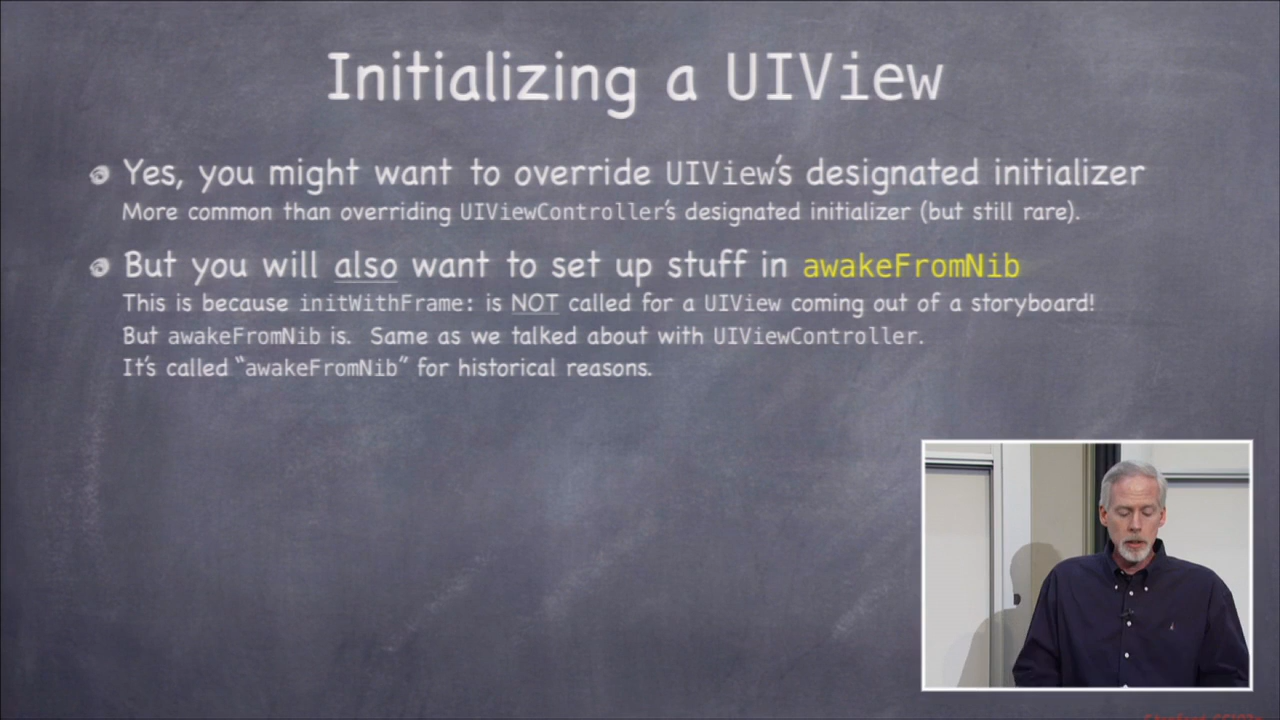 Initializing a UIView
Yes, you might want to override UIView's designated initializer
More common than overriding UIViewController's designated initializer (but still rare).
But you will also want to set up stuff in awakeFromNib
This is because initWithFrame: is NOT called for a UIView coming out of a storyboard!
But awakeFromNib is. Same as we talked about with UIViewController.
It's called “awakeFromNib” for historical reasons.